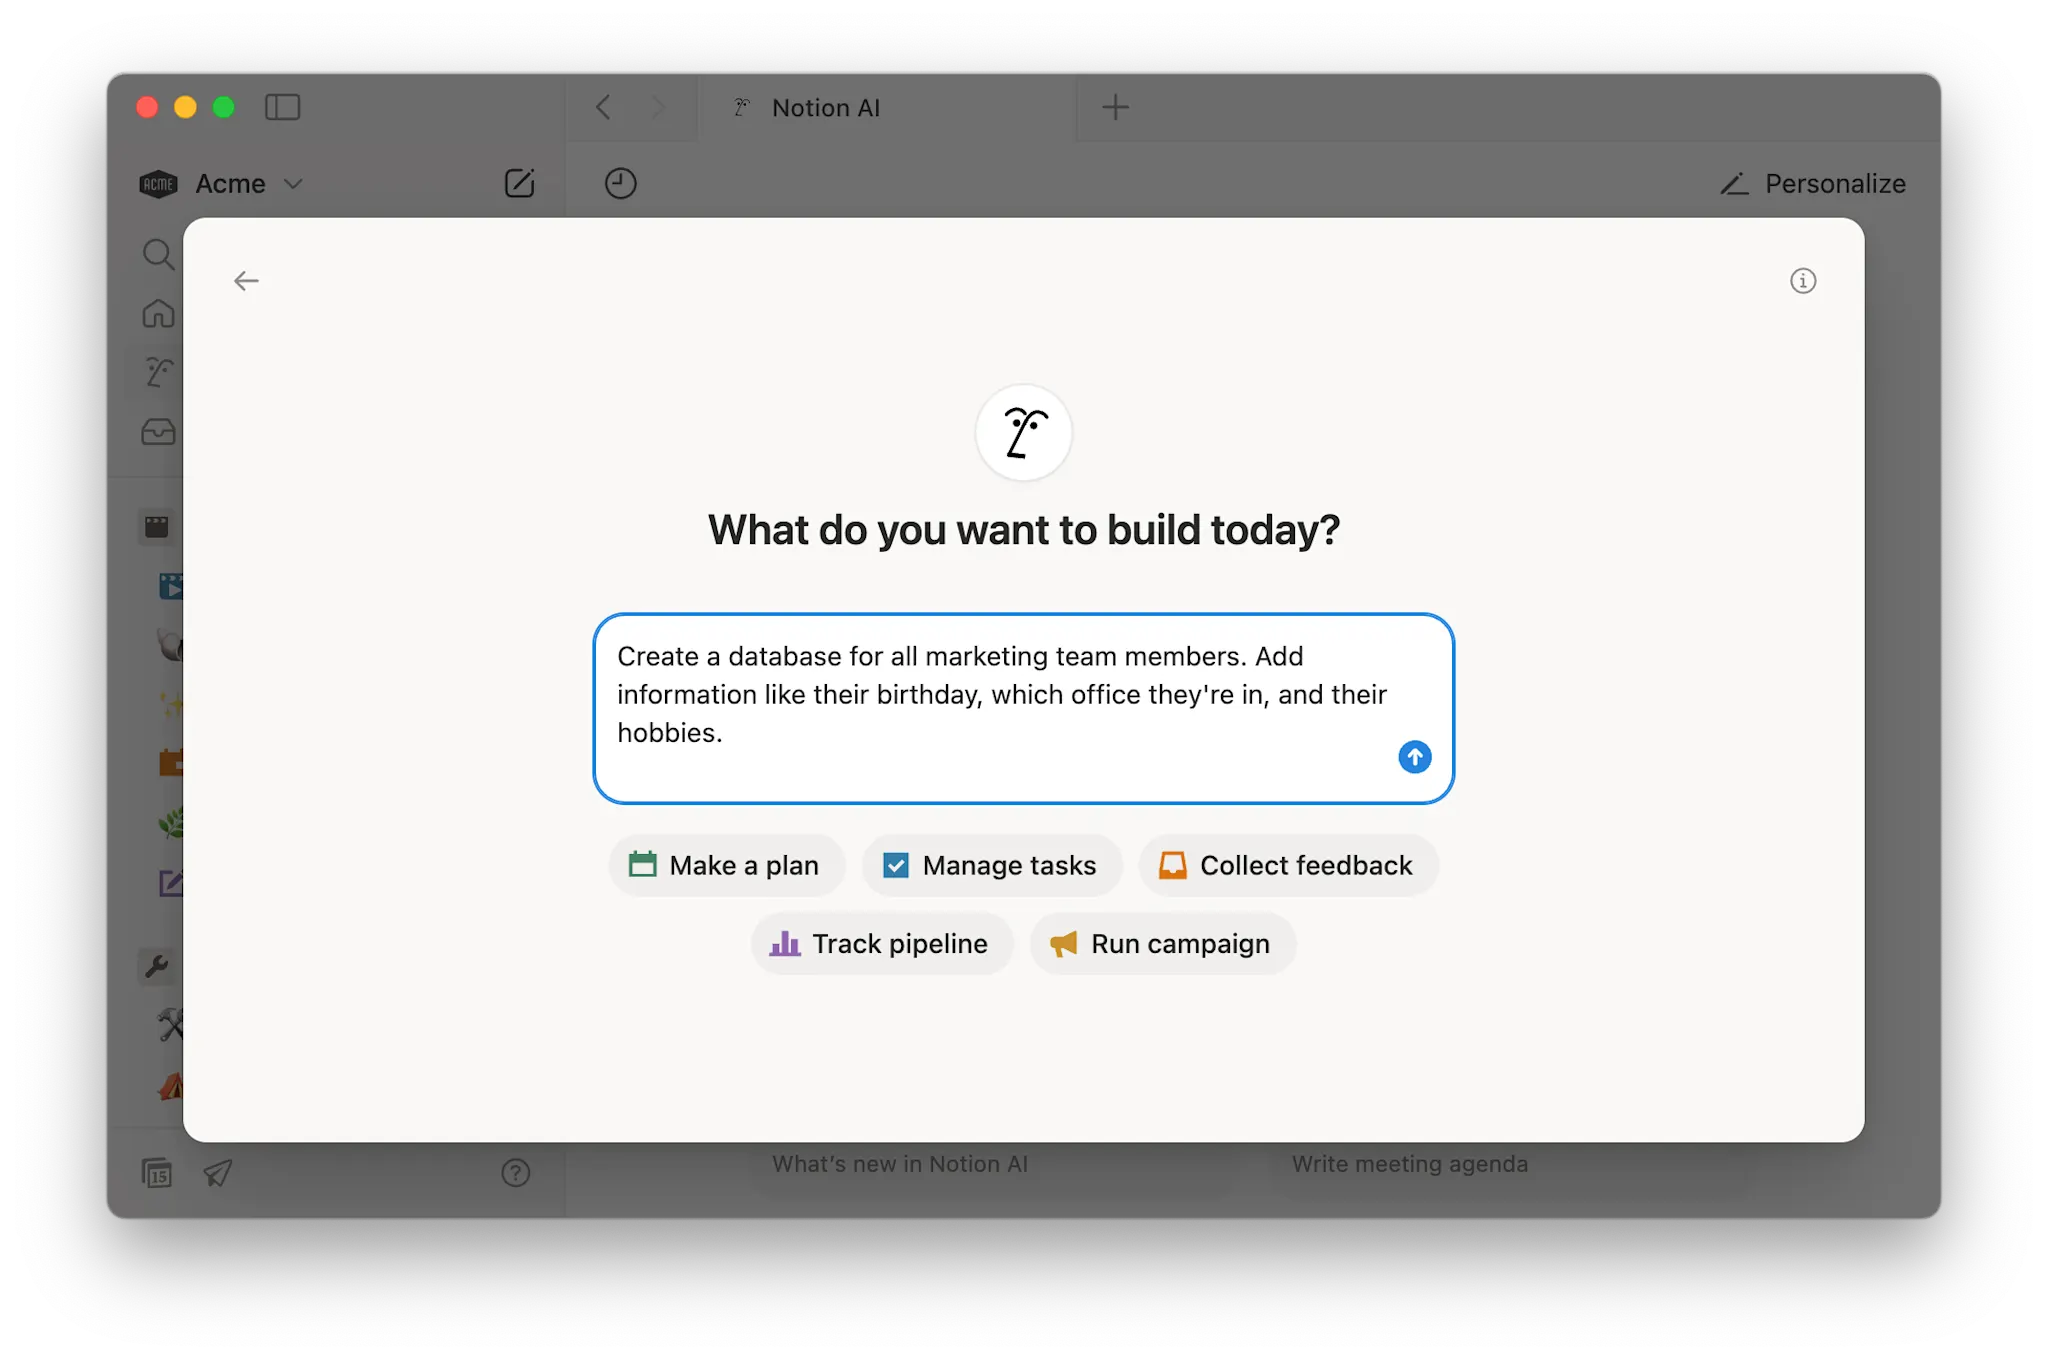 Notion AI
ACME Acme
Personalize
What do you want to build today?
Create a database for all marketing team members. Add
information like their birthday, which office they're in, and their
hobbies.
Make a plan
Manage tasks
Collect feedback
Track pipeline
Run campaign
What's new in Notion AI
Write meeting agenda
15